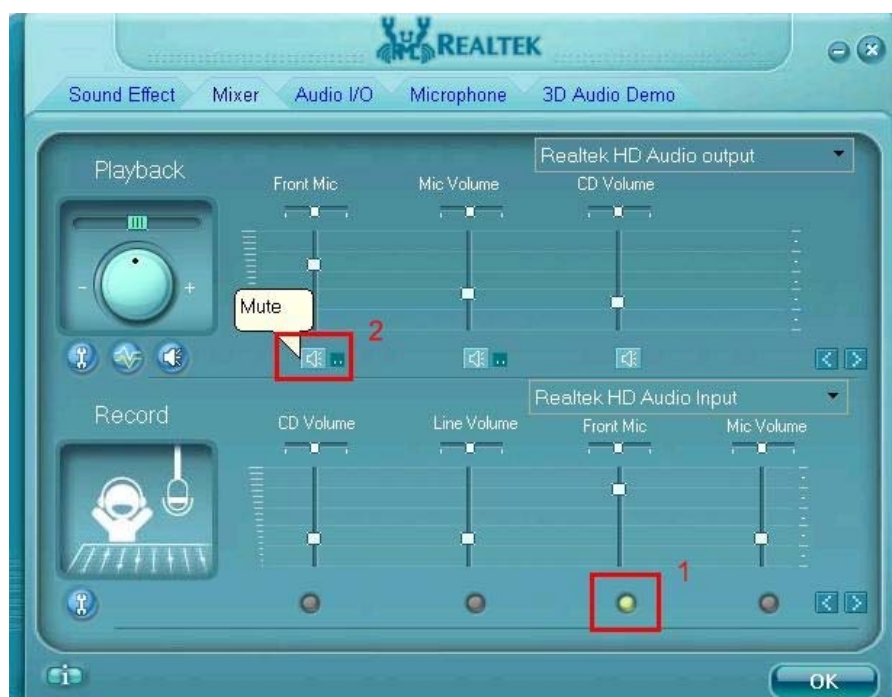 REALTEK
Sound Effect Mixer Audio I/O Microphone 3D Audio Demo
Realtek HD Audio output
Playback
Front Mic Mic Volume CD Volume
- +
Mute
2
Realtek HD Audio Input
Record
CD Volume Line Volume Front Mic Mic Volume
1
i
OK